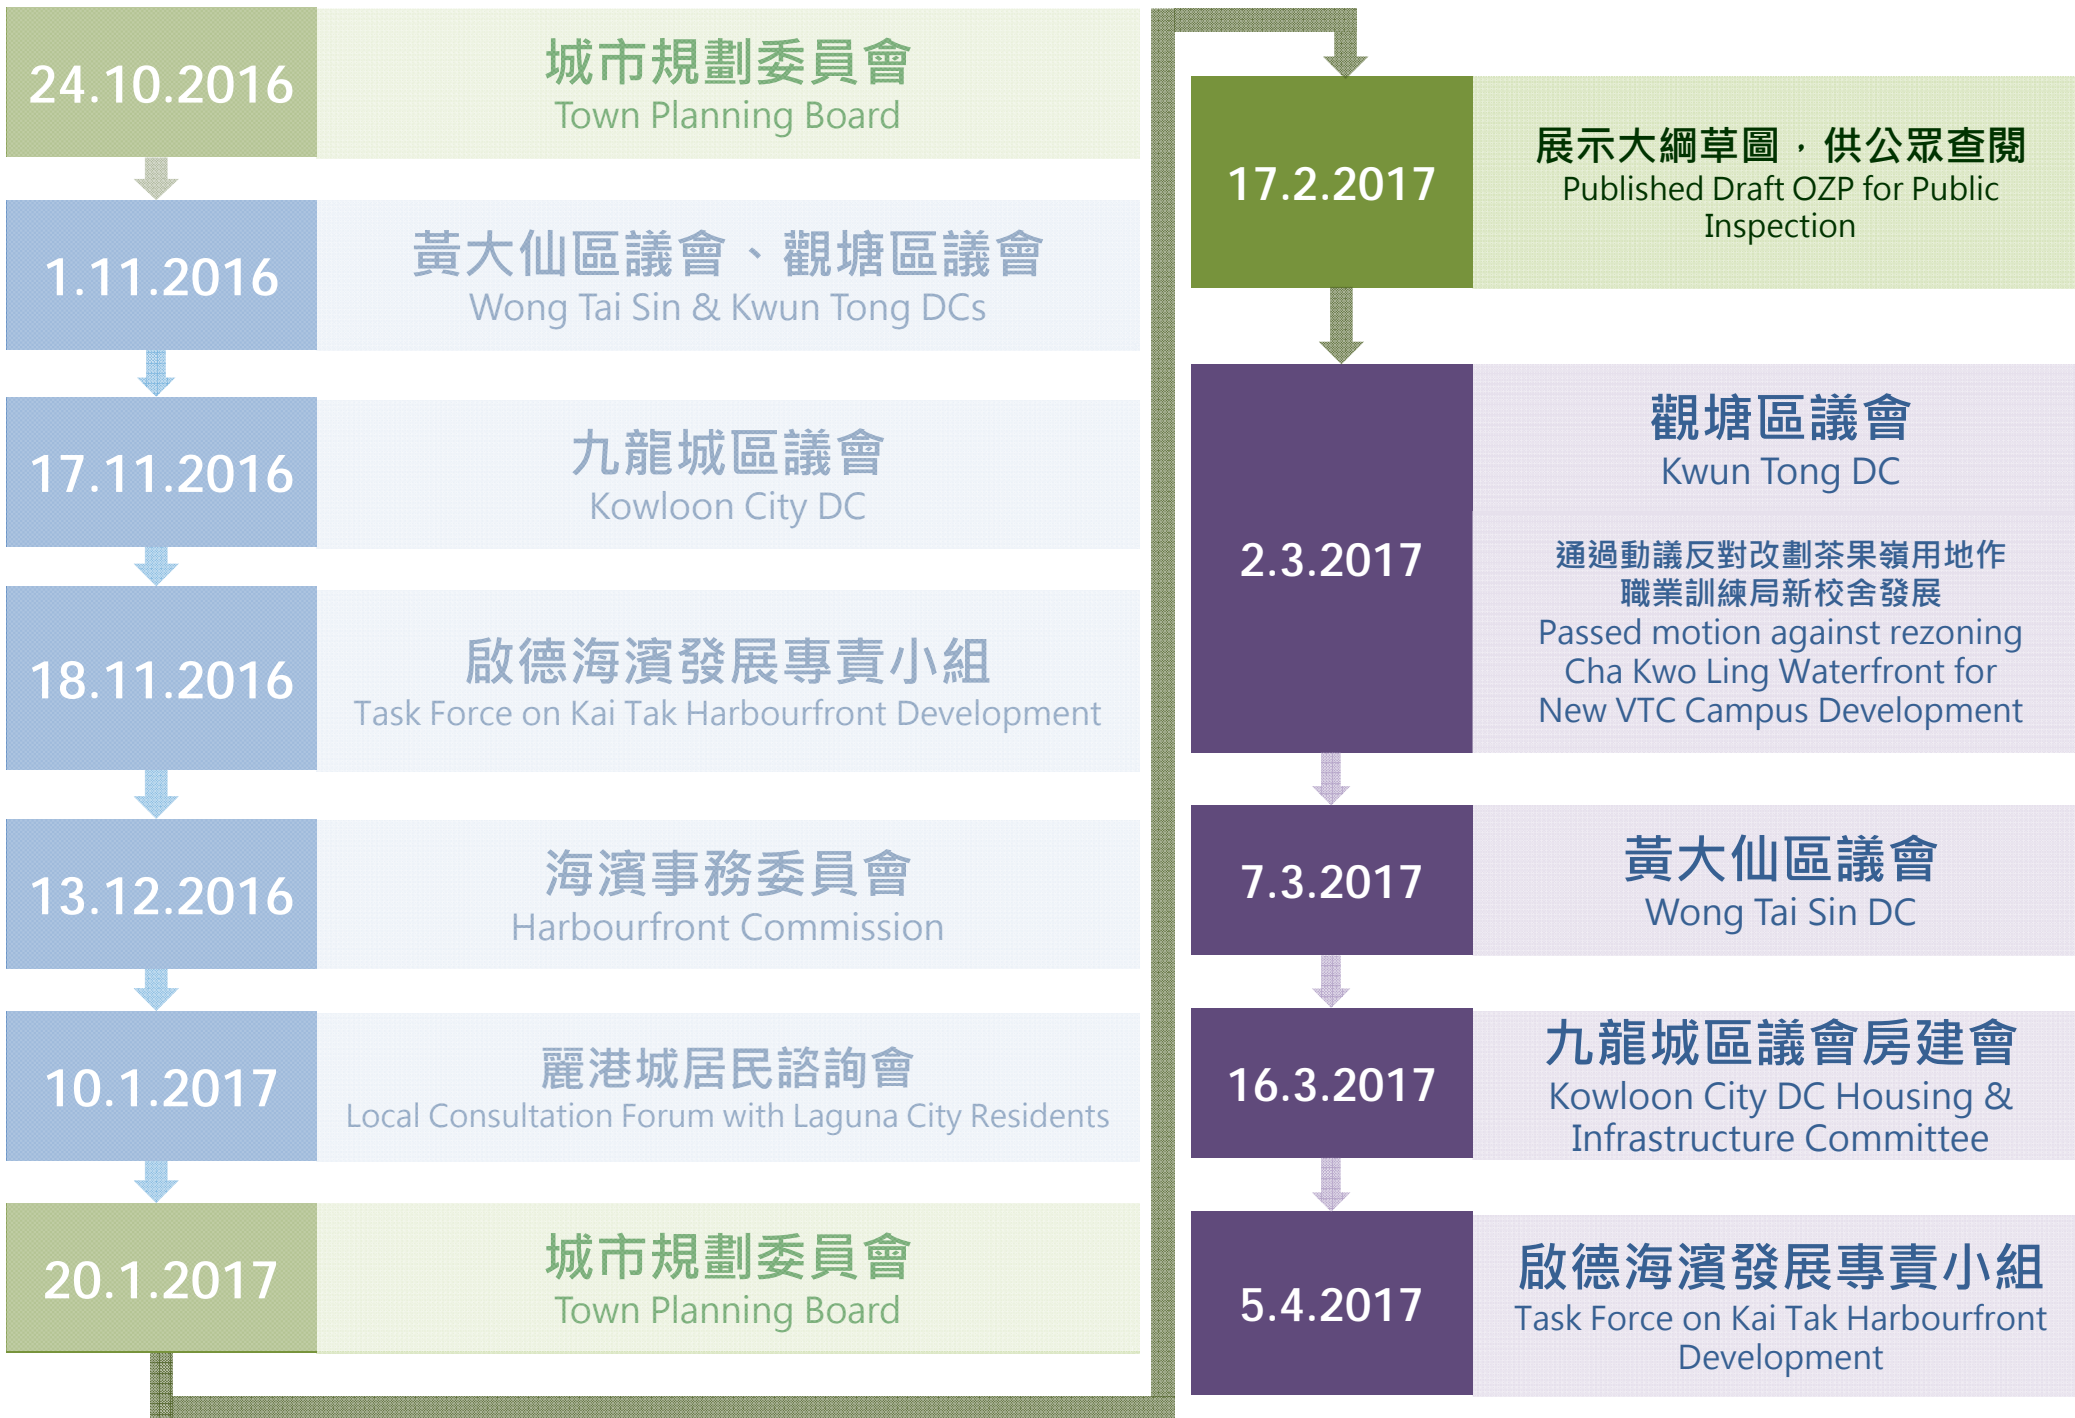 24.10.2016
城市規劃委員會
Town Planning Board
1.11.2016
黃大仙區議會、觀塘區議會
Wong Tai Sin & Kwun Tong DCs
17.11.2016
九龍城區議會
Kowloon City DC
18.11.2016
啟德海濱發展專責小組
Task Force on Kai Tak Harbourfront Development
13.12.2016
海濱事務委員會
Harbourfront Commission
10.1.2017
麗港城居民諮詢會
Local Consultation Forum with Laguna City Residents
20.1.2017
城市規劃委員會
Town Planning Board
17.2.2017
展示大綱草圖，供公眾查閱
Published Draft OZP for Public
Inspection
2.3.2017
觀塘區議會
Kwun Tong DC
通過動議反對改劃茶果嶺用地作
職業訓練局新校舍發展
Passed motion against rezoning
Cha Kwo Ling Waterfront for
New VTC Campus Development
7.3.2017
黃大仙區議會
Wong Tai Sin DC
16.3.2017
九龍城區議會房建會
Kowloon City DC Housing &
Infrastructure Committee
5.4.2017
啟德海濱發展專責小組
Task Force on Kai Tak Harbourfront
Development